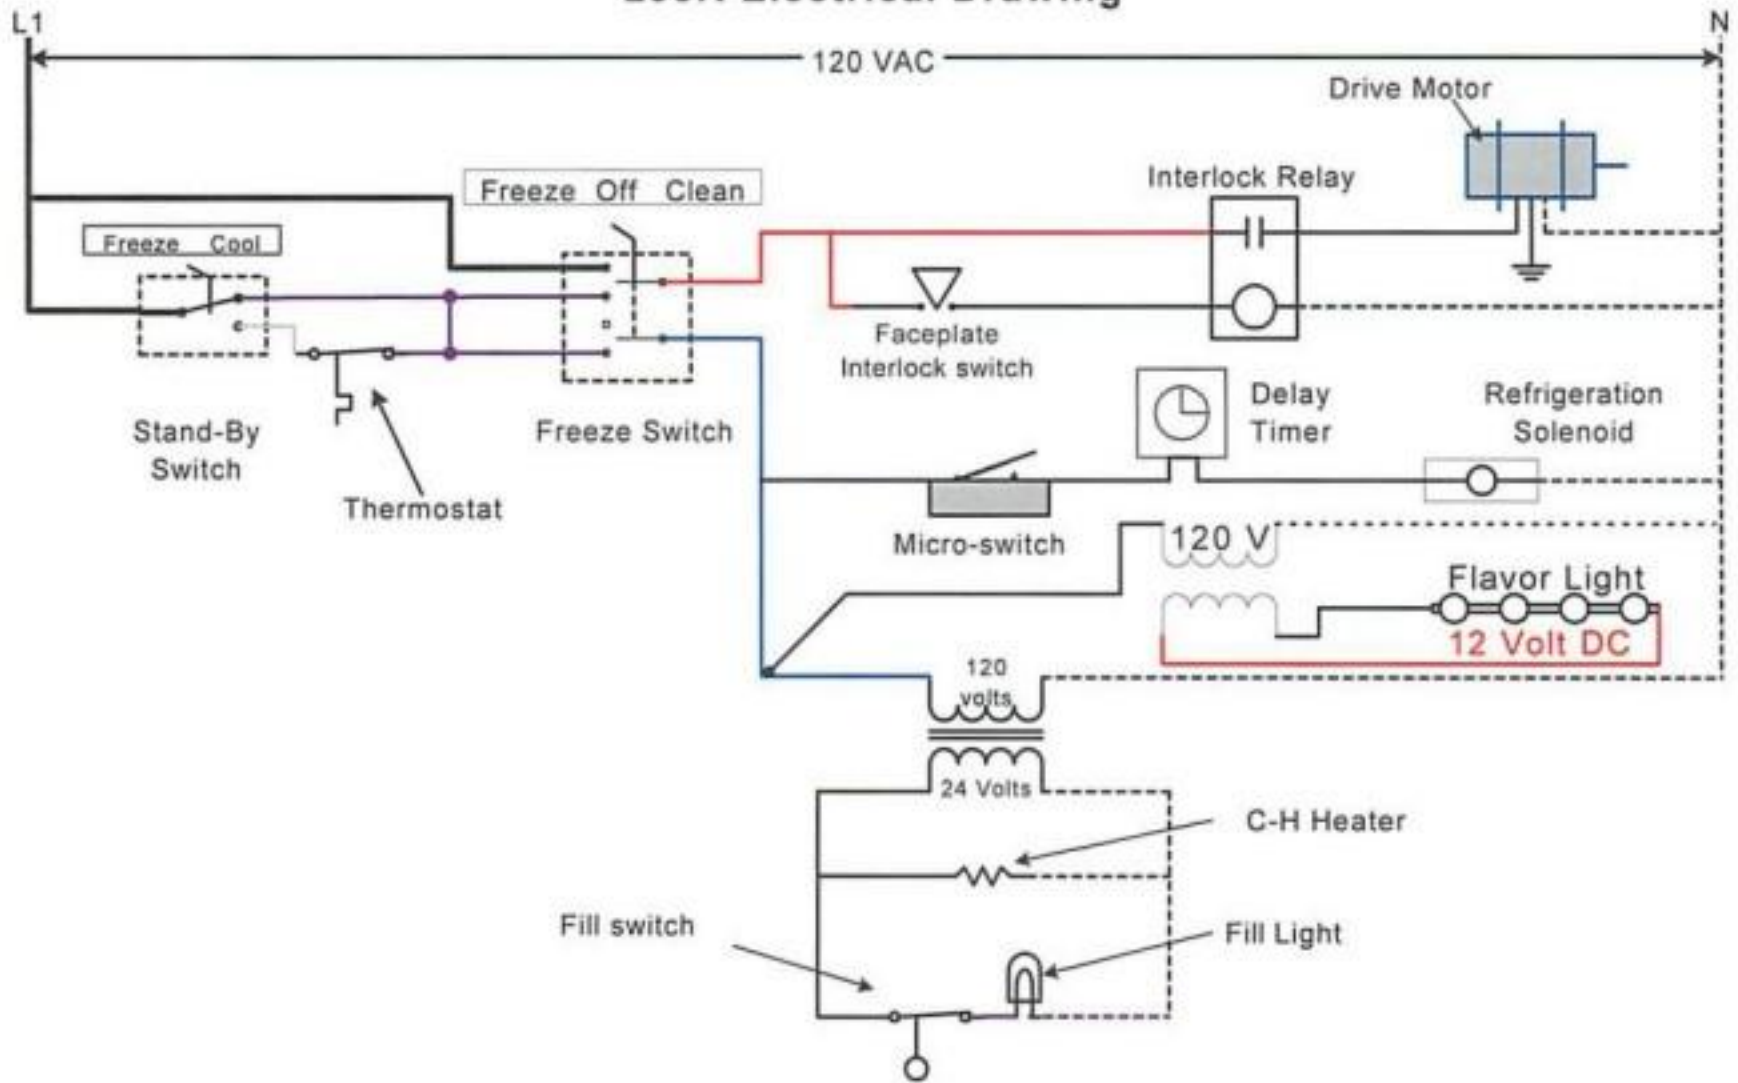 Electrical Drawing
L1
N
120 VAC
Drive Motor
Interlock Relay
Freeze Off Clean
Freeze Cool
Faceplate
Interlock switch
Stand-By
Switch
Freeze Switch
Delay
Timer
Refrigeration
Solenoid
Thermostat
Micro-switch
120 V
Flavor Light
12 Volt DC
120
volts
24 Volts
C-H Heater
Fill switch
Fill Light